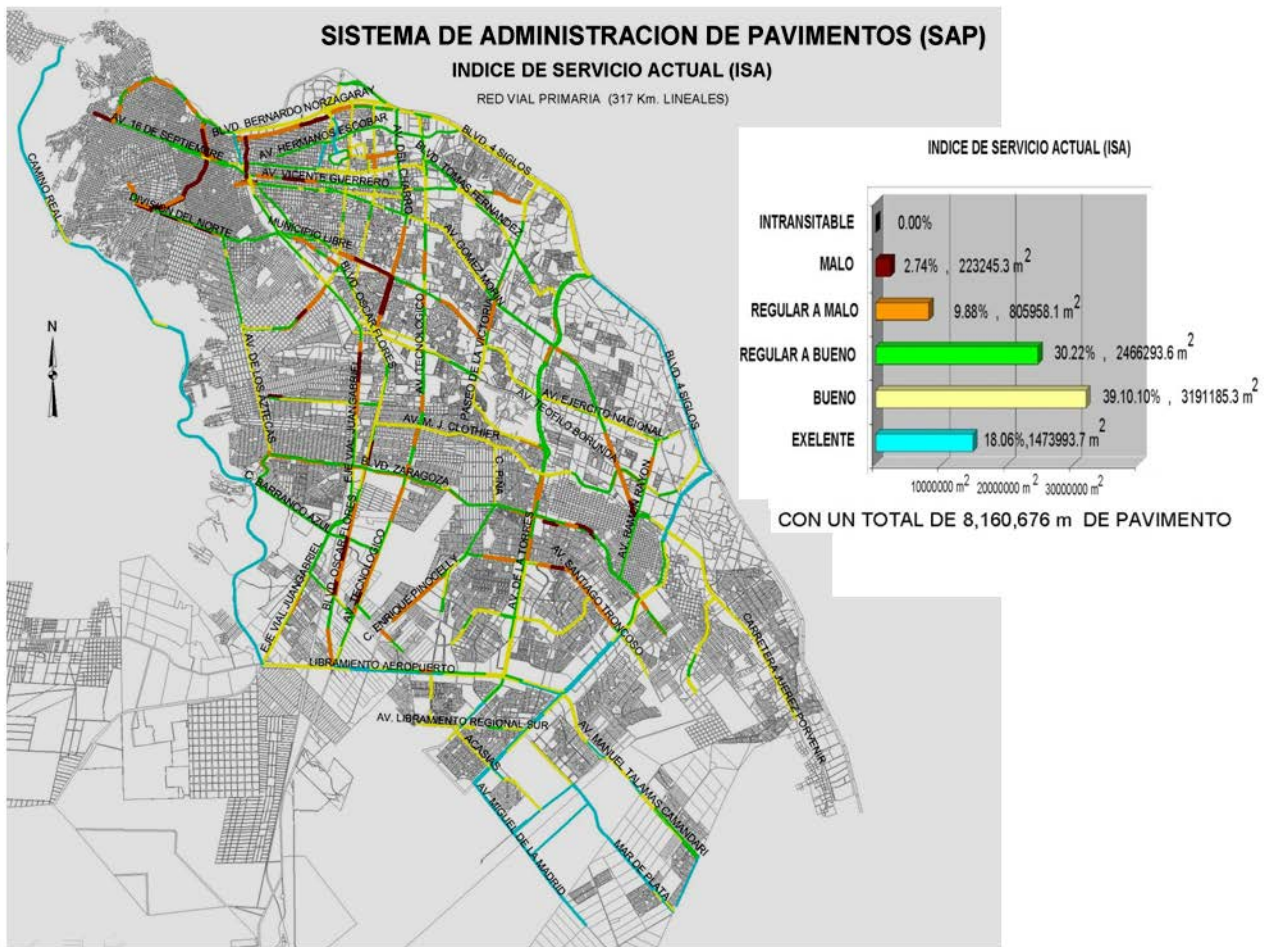 SISTEMA DE ADMINISTRACION DE PAVIMENTOS (SAP)
INDICE DE SERVICIO ACTUAL (ISA)
RED VIAL PRIMARIA (317 Km. LINEALES)
BLVD. BERNARDO NORZAGARAY
AV. 16 DE SEPTIEMBRE
AV. HERMANOS ESCOBAR
AV. DEL CHARRO
BLVD. 4 SIGLOS
BLVD. TOMAS FERNANDEZ
AV. VICENTE GUERRERO
CAMINO REAL
DIVISION DEL NORTE
MUNICIPIO LIBRE
AV. GOMEZ MORIN
BLVD. OSCAR FLORES
AV. TECNOLOGICO
PASEO DE LA VICTORIA
N
BLVD. 4 SIGLOS
AV. DE LOS AZTECAS
EJE VIAL JUAN GABRIEL
AV. EJERCITO NACIONAL
AV. TEOFILO BORUNDA
AV. M. J. CLOTHIER
BLVD. ZARAGOZA
C. PIÑA
AV. RAMON RAYON
C. BARRANCO AZUL
BLVD. OSCAR FLORES
AV. TECNOLOGICO
EJE VIAL JUANGABRIEL
C. ENRIQUE PINOCELLY
AV. DE LA TORRES
AV. SANTIAGO TRONCOSO
CARRETERA JUAREZ PORVENIR
LIBRAMIENTO AEROPUERTO
AV. LIBRAMIENTO REGIONAL SUR
ACASIAS
AV. MANUEL TALAMAS CAMANDARI
AV. MIGUEL DE LA MADRID
MAR DE PLATA
INDICE DE SERVICIO ACTUAL (ISA)
INTRANSITABLE 0.00%
MALO 2.74% , 223245.3 m²
REGULAR A MALO 9.88% , 805958.1 m²
REGULAR A BUENO 30.22% , 2466293.6 m²
BUENO 39.10.10% , 3191185.3 m²
EXELENTE 18.06%,1473993.7 m²
10000000 m² 20000000 m² 30000000 m²
CON UN TOTAL DE 8,160,676 m DE PAVIMENTO